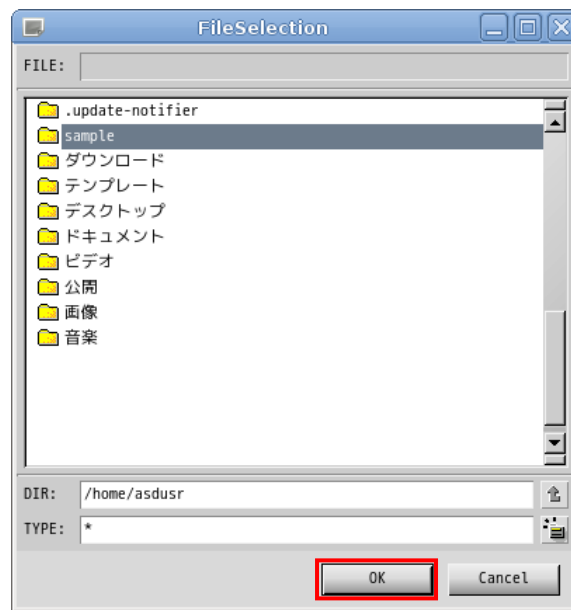 FileSelection
FILE:
.update-notifier
sample
ダウンロード
テンプレート
デスクトップ
ドキュメント
ビデオ
公開
画像
音楽
DIR: /home/asdusr
TYPE: *
OK Cancel